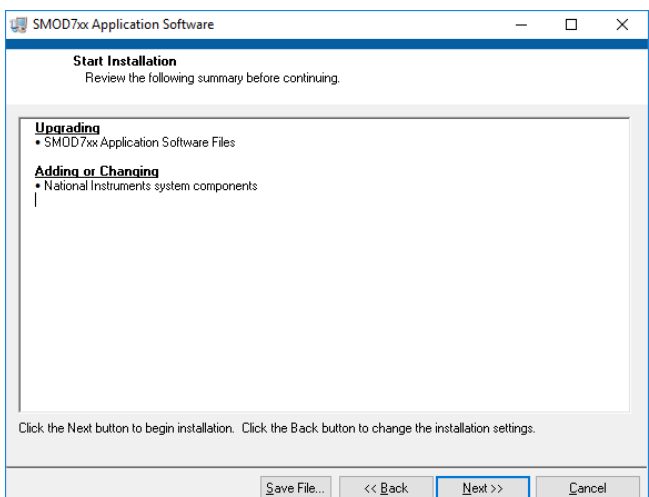 SMOD7xx Application Software
Start Installation
Review the following summary before continuing.
Upgrading
• SMOD7xx Application Software Files
Adding or Changing
• National Instruments system components
Click the Next button to begin installation.  Click the Back button to change the installation settings.
Save File... << Back Next >> Cancel